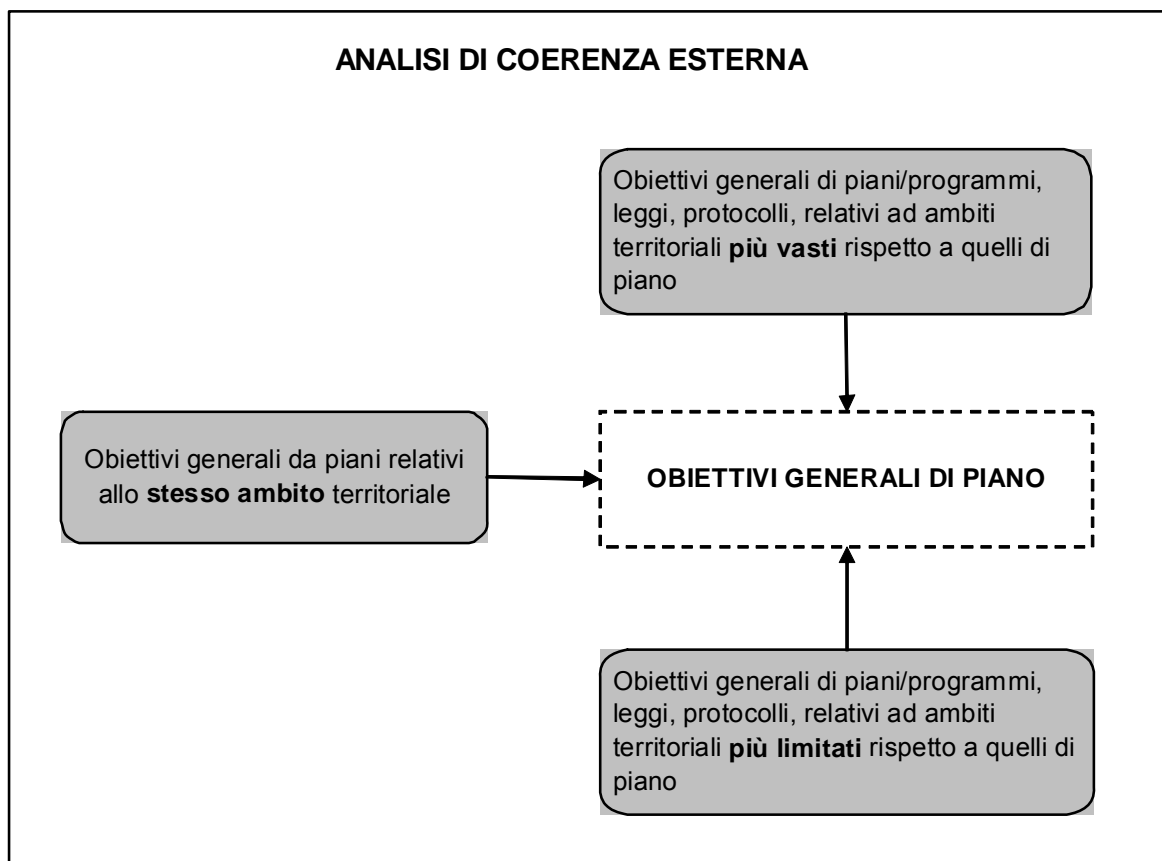 ANALISI DI COERENZA ESTERNA
Obiettivi generali di piani/programmi,
leggi, protocolli, relativi ad ambiti
territoriali più vasti rispetto a quelli di
piano
Obiettivi generali da piani relativi
allo stesso ambito territoriale
OBIETTIVI GENERALI DI PIANO
Obiettivi generali di piani/programmi,
leggi, protocolli, relativi ad ambiti
territoriali più limitati rispetto a quelli di
piano